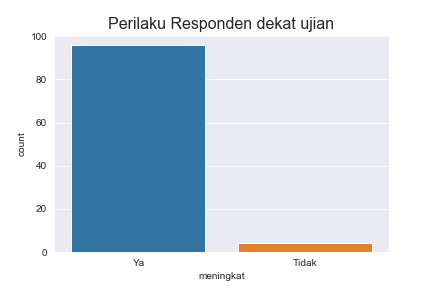 Perilaku Responden dekat ujian
100
80
60
40
20
0
count
Ya Tidak
meningkat